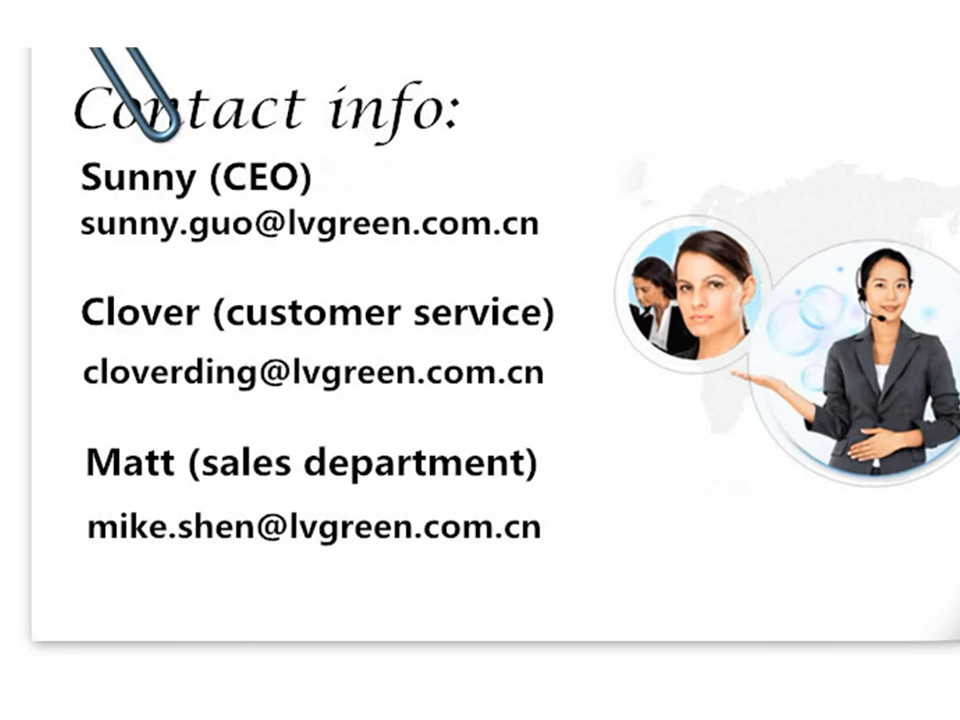 Contact info:
Sunny (CEO)
sunny.guo@lvgreen.com.cn
Clover (customer service)
cloverding@lvgreen.com.cn
Matt (sales department)
mike.shen@lvgreen.com.cn